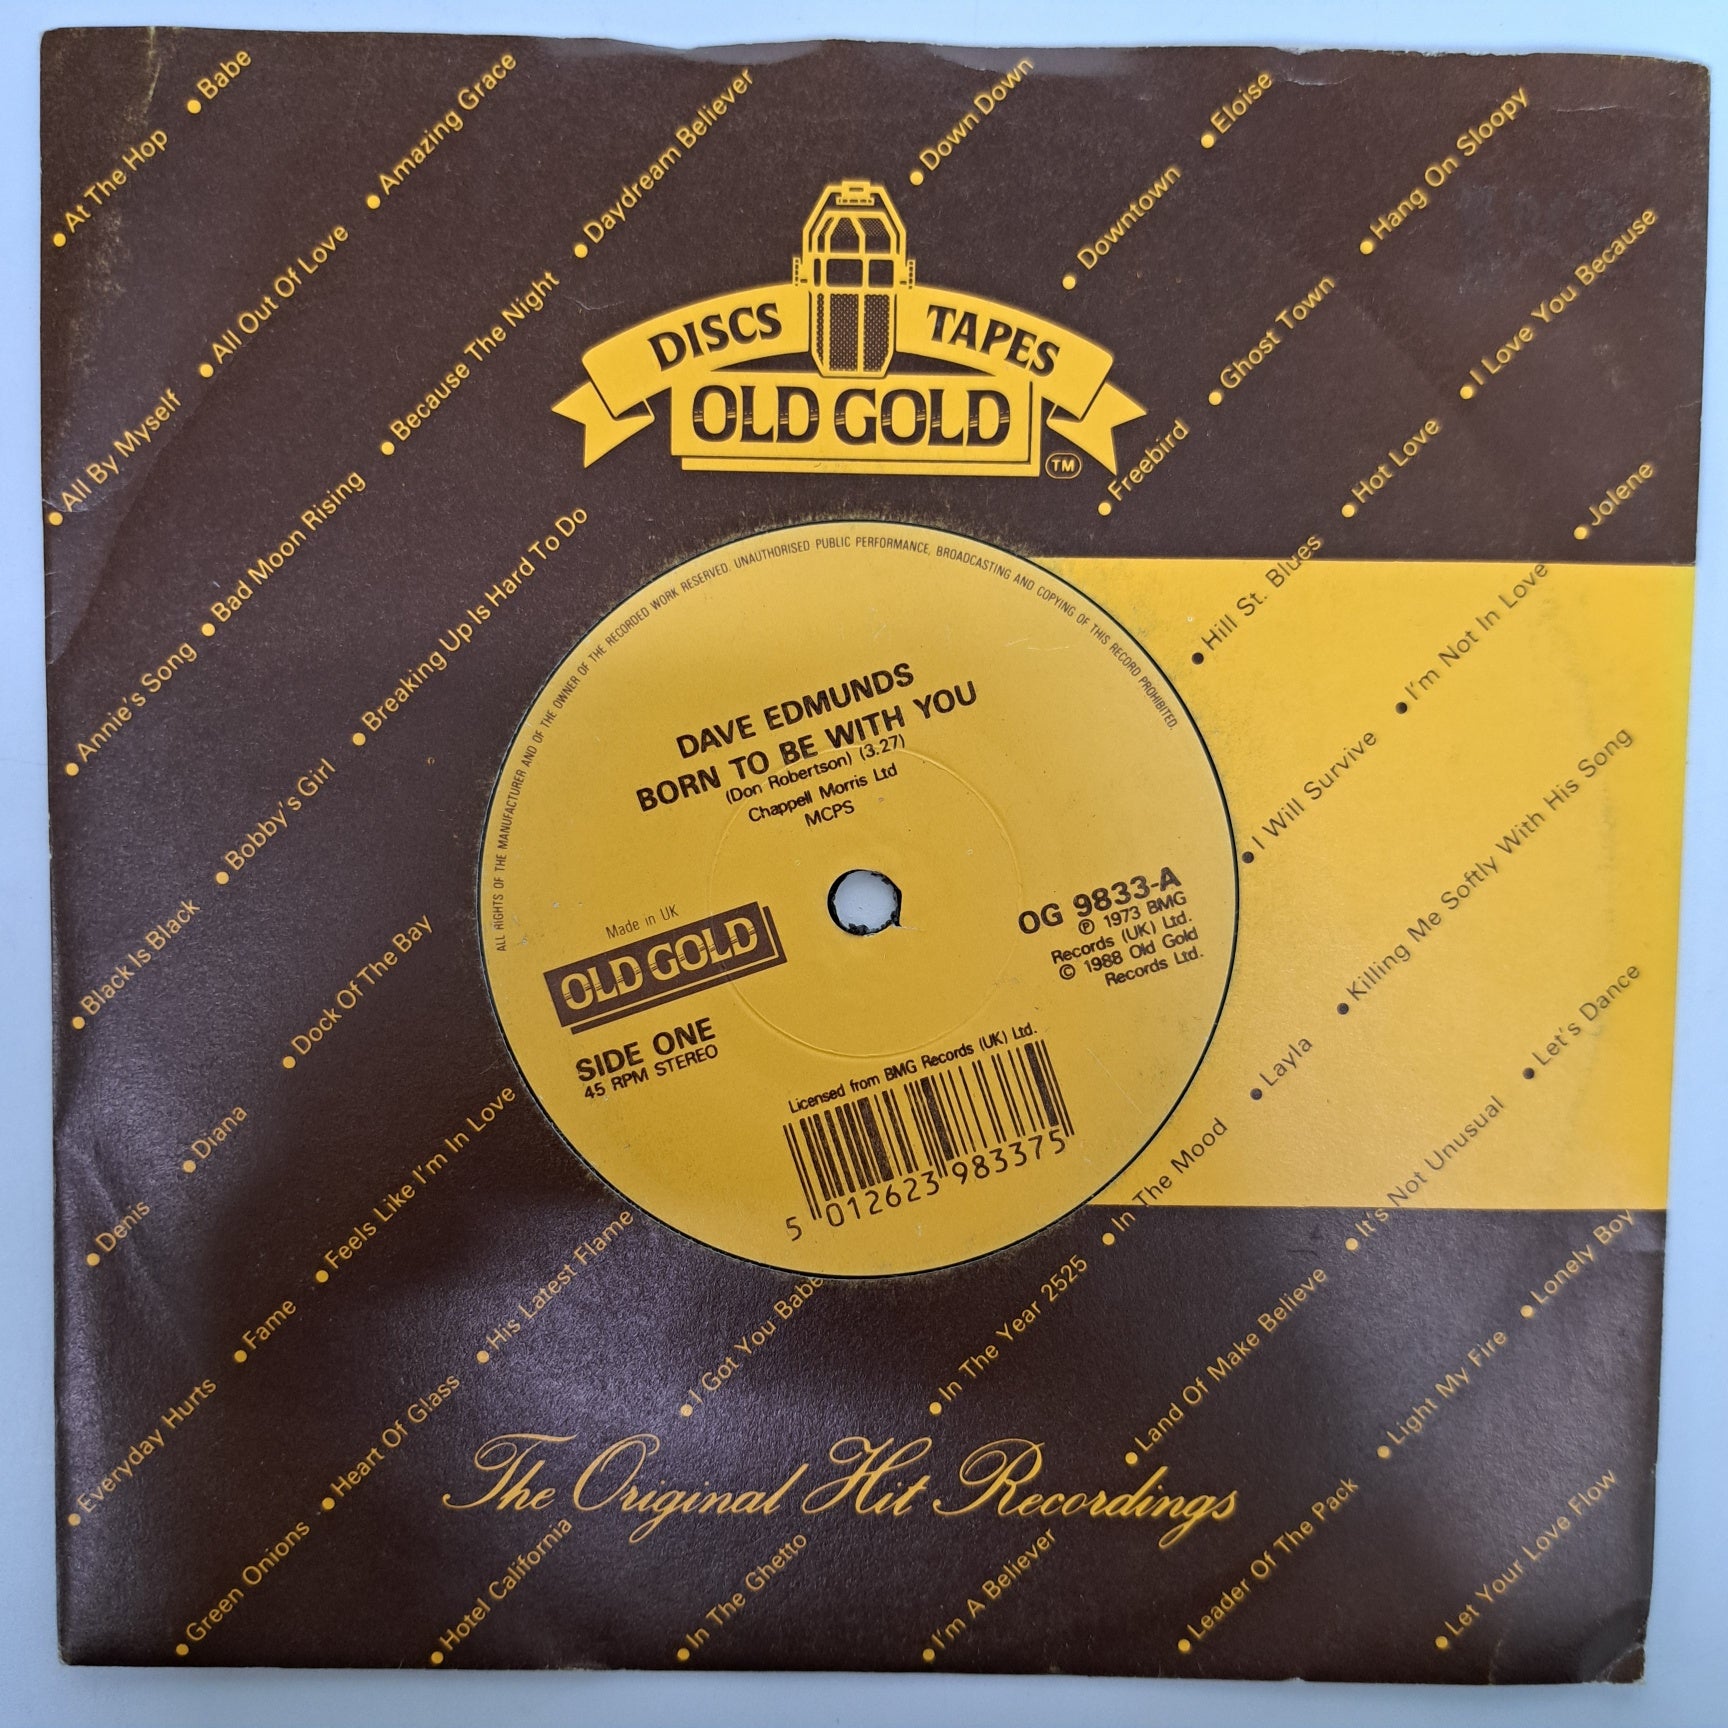 Babe
At The Hop
Amazing Grace
All Out Of Love
All By Myself
Daydream Believer
Because The Night
Bad Moon Rising
Annie's Song
Down Down
Eloise
Downtown
Hang On Sloopy
Ghost Town
Freebird
I Love You Because
Hot Love
Hill St. Blues
Jolene
I'm Not In Love
I Will Survive
DISCS TAPES
OLD GOLD
TM
Breaking Up Is Hard To Do
Bobby's Girl
Black Is Black
ALL RIGHTS OF THE MANUFACTURER AND OF THE OWNER OF THE RECORDED WORK RESERVED. UNAUTHORISED PUBLIC PERFORMANCE, BROADCASTING AND COPYING OF THIS RECORD PROHIBITED.
DAVE EDMUNDS
BORN TO BE WITH YOU
(Don Robertson) (3.27)
Chappell Morris Ltd
MCPS
Made in UK
OLD GOLD
SIDE ONE
45 RPM STEREO
OG 9833-A
℗ 1973 BMG
Records (UK) Ltd.
© 1988 Old Gold
Records Ltd.
Licensed from BMG Records (UK) Ltd.
5 012623 983375
Killing Me Softly With His Song
Layla
In The Mood
Let's Dance
It's Not Unusual
Dock Of The Bay
Diana
Denis
Feels Like I'm In Love
Fame
Everyday Hurts
His Latest Flame
Heart Of Glass
Green Onions
I Got You Babe
Hotel California
In The Year 2525
In The Ghetto
Land Of Make Believe
I'm A Believer
Lonely Boy
Light My Fire
Leader Of The Pack
Let Your Love Flow
The Original Hit Recordings